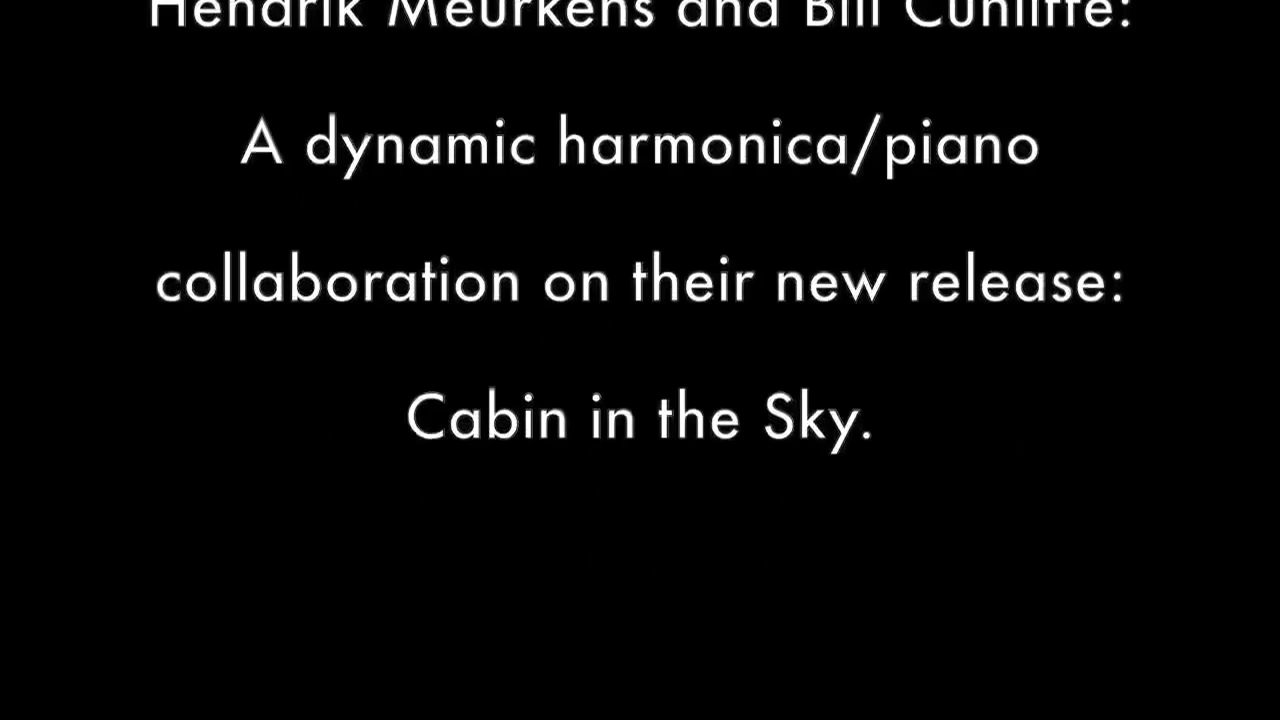 Hendrik Meurkens and Bill Cunliffe:
A dynamic harmonica/piano
collaboration on their new release:
Cabin in the Sky.